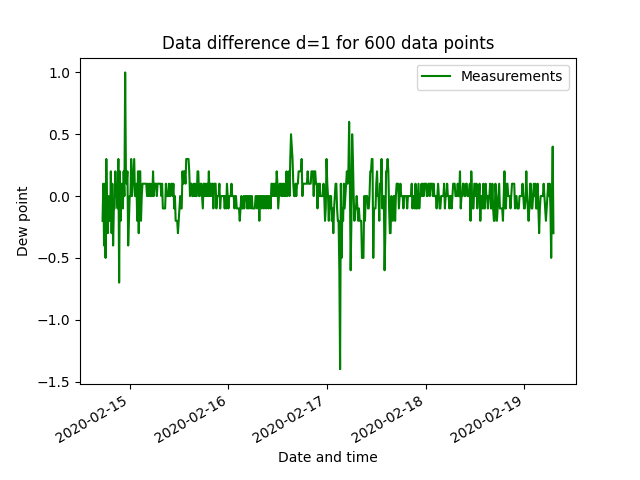 Data difference d=1 for 600 data points
Measurements
1.0
0.5
0.0
−0.5
−1.0
−1.5
Dew point
2020-02-15
2020-02-16
2020-02-17
2020-02-18
2020-02-19
Date and time